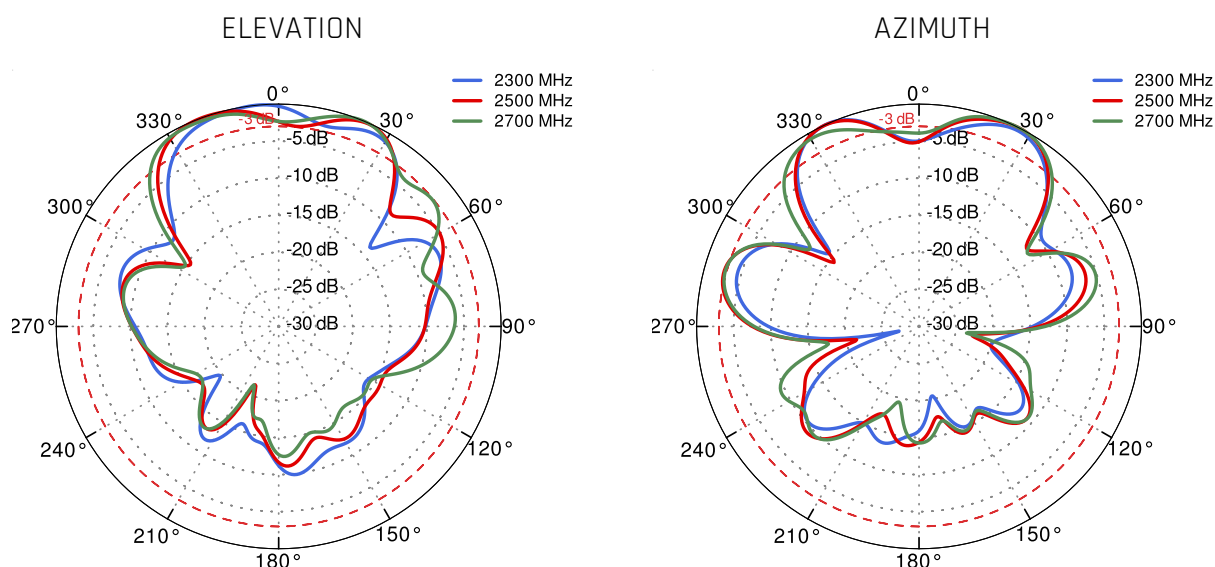 ELEVATION
2300 MHz
2500 MHz
2700 MHz
0°
30°
60°
90°
120°
150°
180°
210°
240°
270°
300°
330°
-3 dB
-5 dB
-10 dB
-15 dB
-20 dB
-25 dB
-30 dB
AZIMUTH
2300 MHz
2500 MHz
2700 MHz
0°
30°
60°
90°
120°
150°
180°
210°
240°
270°
300°
330°
-3 dB
5 dB
-10 dB
-15 dB
-20 dB
-25 dB
-30 dB